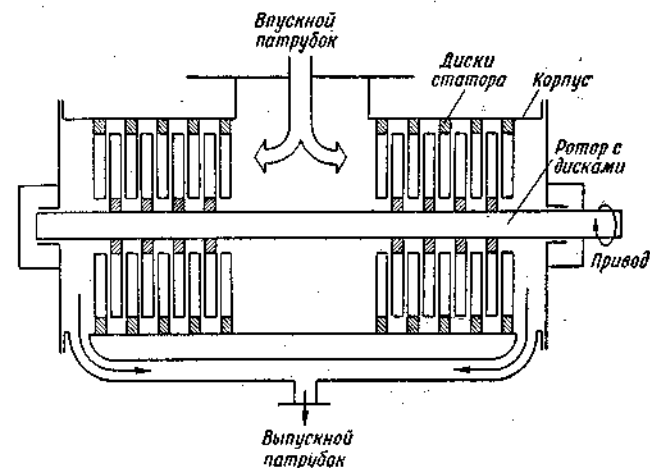 Впускной
патрубок
Диски
статора
Корпус
Ротор с
дисками
Привод
Выпускной
патрубок